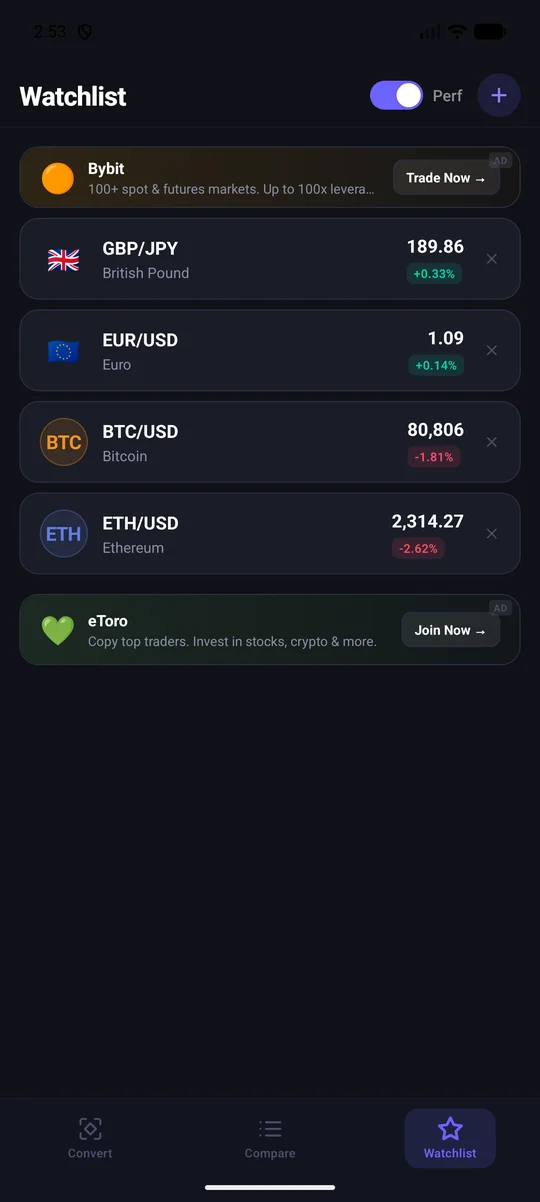 2:53
Watchlist
Perf
AD
Bybit
100+ spot & futures markets. Up to 100x levera...
Trade Now →
GBP/JPY
British Pound
189.86
+0.33%
EUR/USD
Euro
1.09
+0.14%
BTC
BTC/USD
Bitcoin
80,806
-1.81%
ETH
ETH/USD
Ethereum
2,314.27
-2.62%
AD
eToro
Copy top traders. Invest in stocks, crypto & more.
Join Now →
Convert
Compare
Watchlist